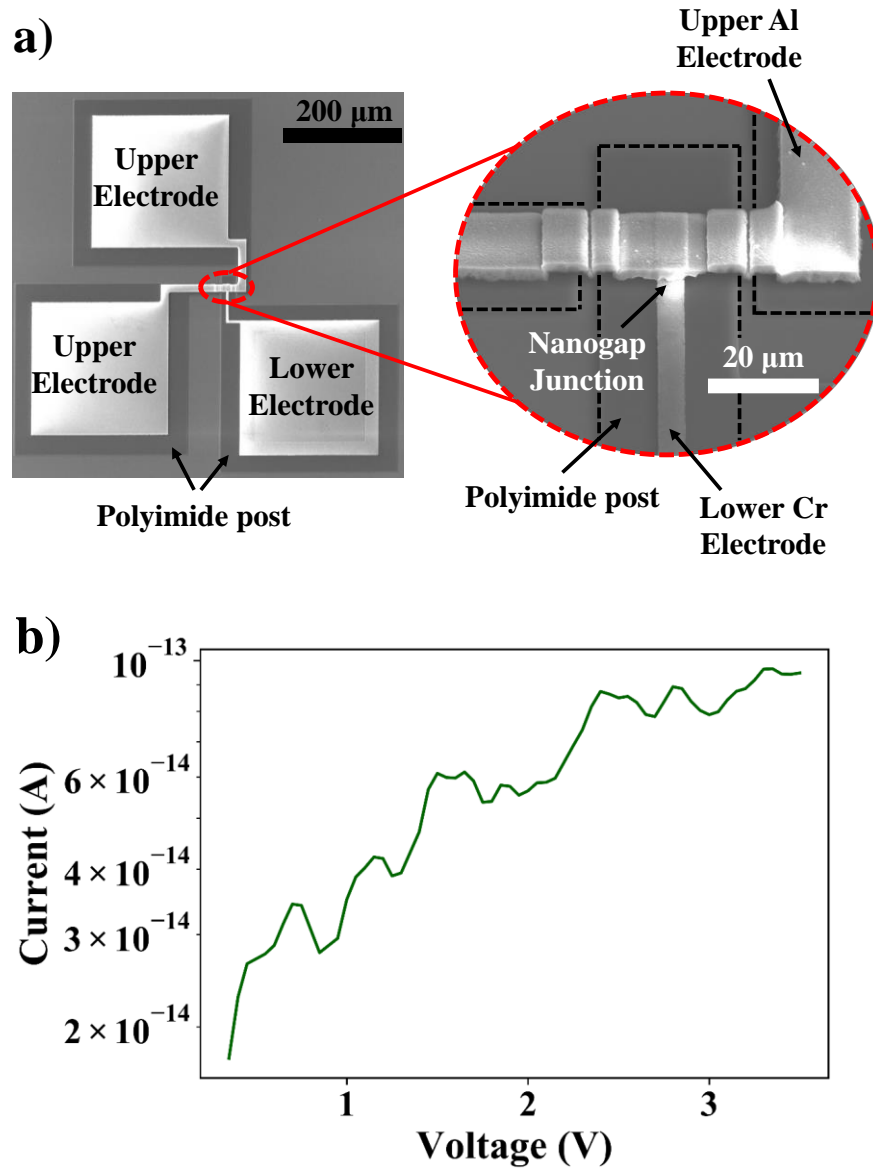 a)
200 μm
Upper
Electrode
Upper
Electrode
Lower
Electrode
Polyimide post
Upper Al
Electrode
Nanogap
Junction
20 μm
Polyimide post
Lower Cr
Electrode
b)
10⁻¹³
6 × 10⁻¹⁴
4 × 10⁻¹⁴
3 × 10⁻¹⁴
2 × 10⁻¹⁴
Current (A)
1 2 3
Voltage (V)